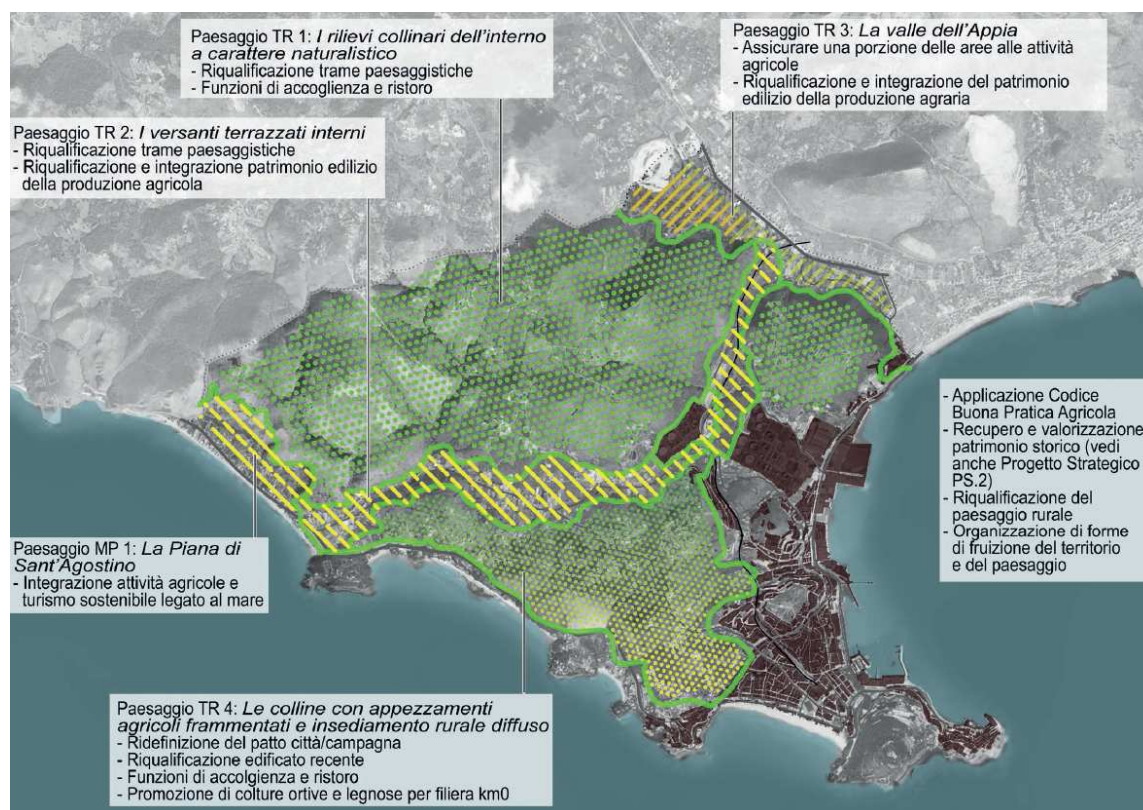 Paesaggio TR 1: I rilievi collinari dell'interno
a carattere naturalistico
- Riqualificazione trame paesaggistiche
- Funzioni di accoglienza e ristoro
Paesaggio TR 3: La valle dell'Appia
- Assicurare una porzione delle aree alle attività
agricole
- Riqualificazione e integrazione del patrimonio
edilizio della produzione agraria
Paesaggio TR 2: I versanti terrazzati interni
- Riqualificazione trame paesaggistiche
- Riqualificazione e integrazione patrimonio edilizio
della produzione agricola
- Applicazione Codice
Buona Pratica Agricola
- Recupero e valorizzazione
patrimonio storico (vedi
anche Progetto Strategico
PS.2)
- Riqualificazione del
paesaggio rurale
- Organizzazione di forme
di fruizione del territorio
e del paesaggio
Paesaggio MP 1: La Piana di
Sant'Agostino
- Integrazione attività agricole e
turismo sostenibile legato al mare
Paesaggio TR 4: Le colline con appezzamenti
agricoli frammentati e insediamento rurale diffuso
- Ridefinizione del patto città/campagna
- Riqualificazione edificato recente
- Funzioni di accolgienza e ristoro
- Promozione di colture ortive e legnose per filiera km0